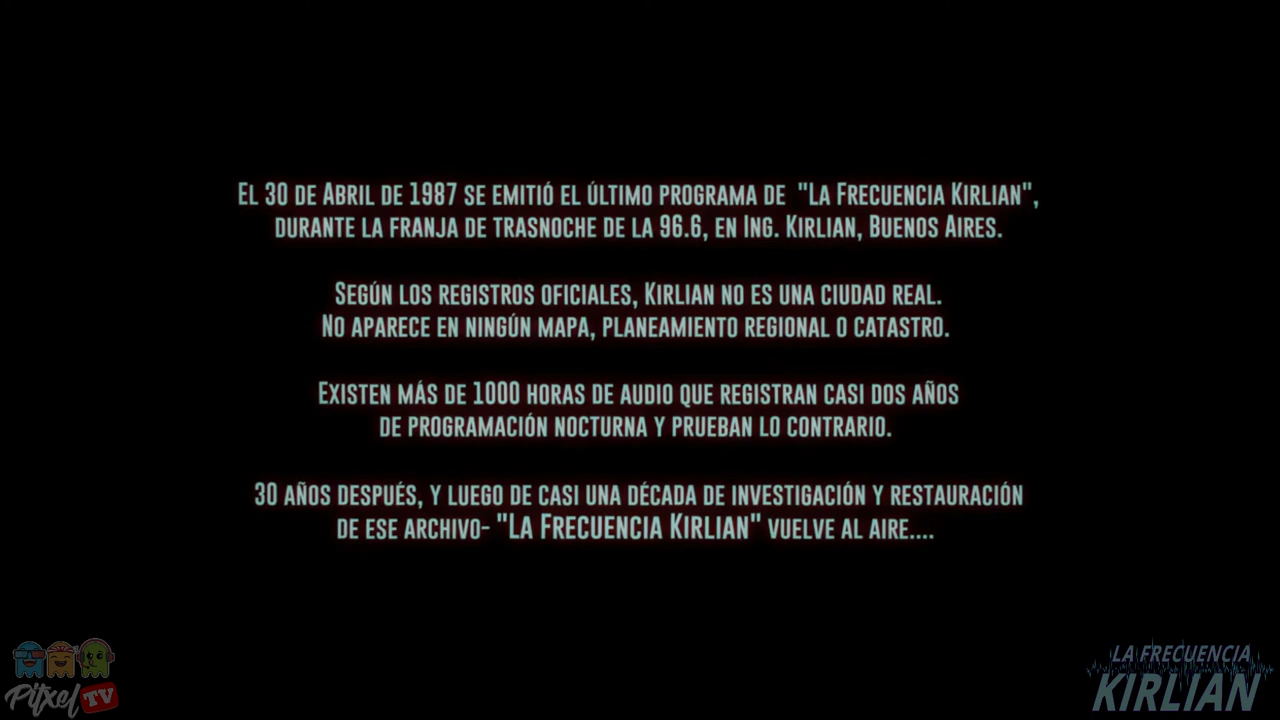 El 30 de Abril de 1987 se emitió el último programa de "La Frecuencia Kirlian",
durante la franja de trasnoche de la 96.6, en Ing. Kirlian, Buenos Aires.
Según los registros oficiales, Kirlian no es una ciudad real.
No aparece en ningún mapa, planeamiento regional o catastro.
Existen más de 1000 horas de audio que registran casi dos años
de programación nocturna y prueban lo contrario.
30 años después, y luego de casi una década de investigación y restauración
de ese archivo- "La Frecuencia Kirlian" vuelve al aire....
Pitxel TV
LA FRECUENCIA
KIRLIAN